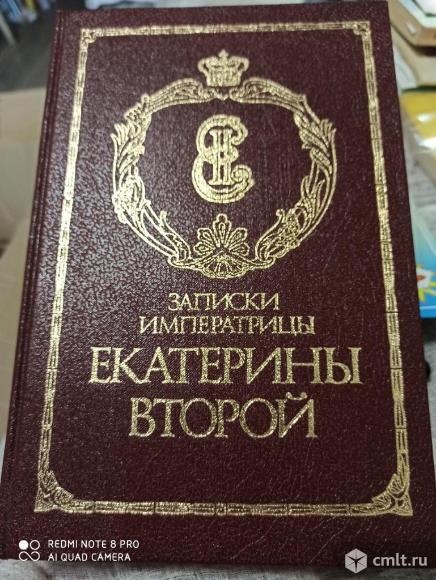 ЗАПИСКИ
ИМПЕРАТРИЦЫ
ЕКАТЕРИНЫ
ВТОРОЙ
REDMI NOTE 8 PRO
AI QUAD CAMERA
cmlt.ru